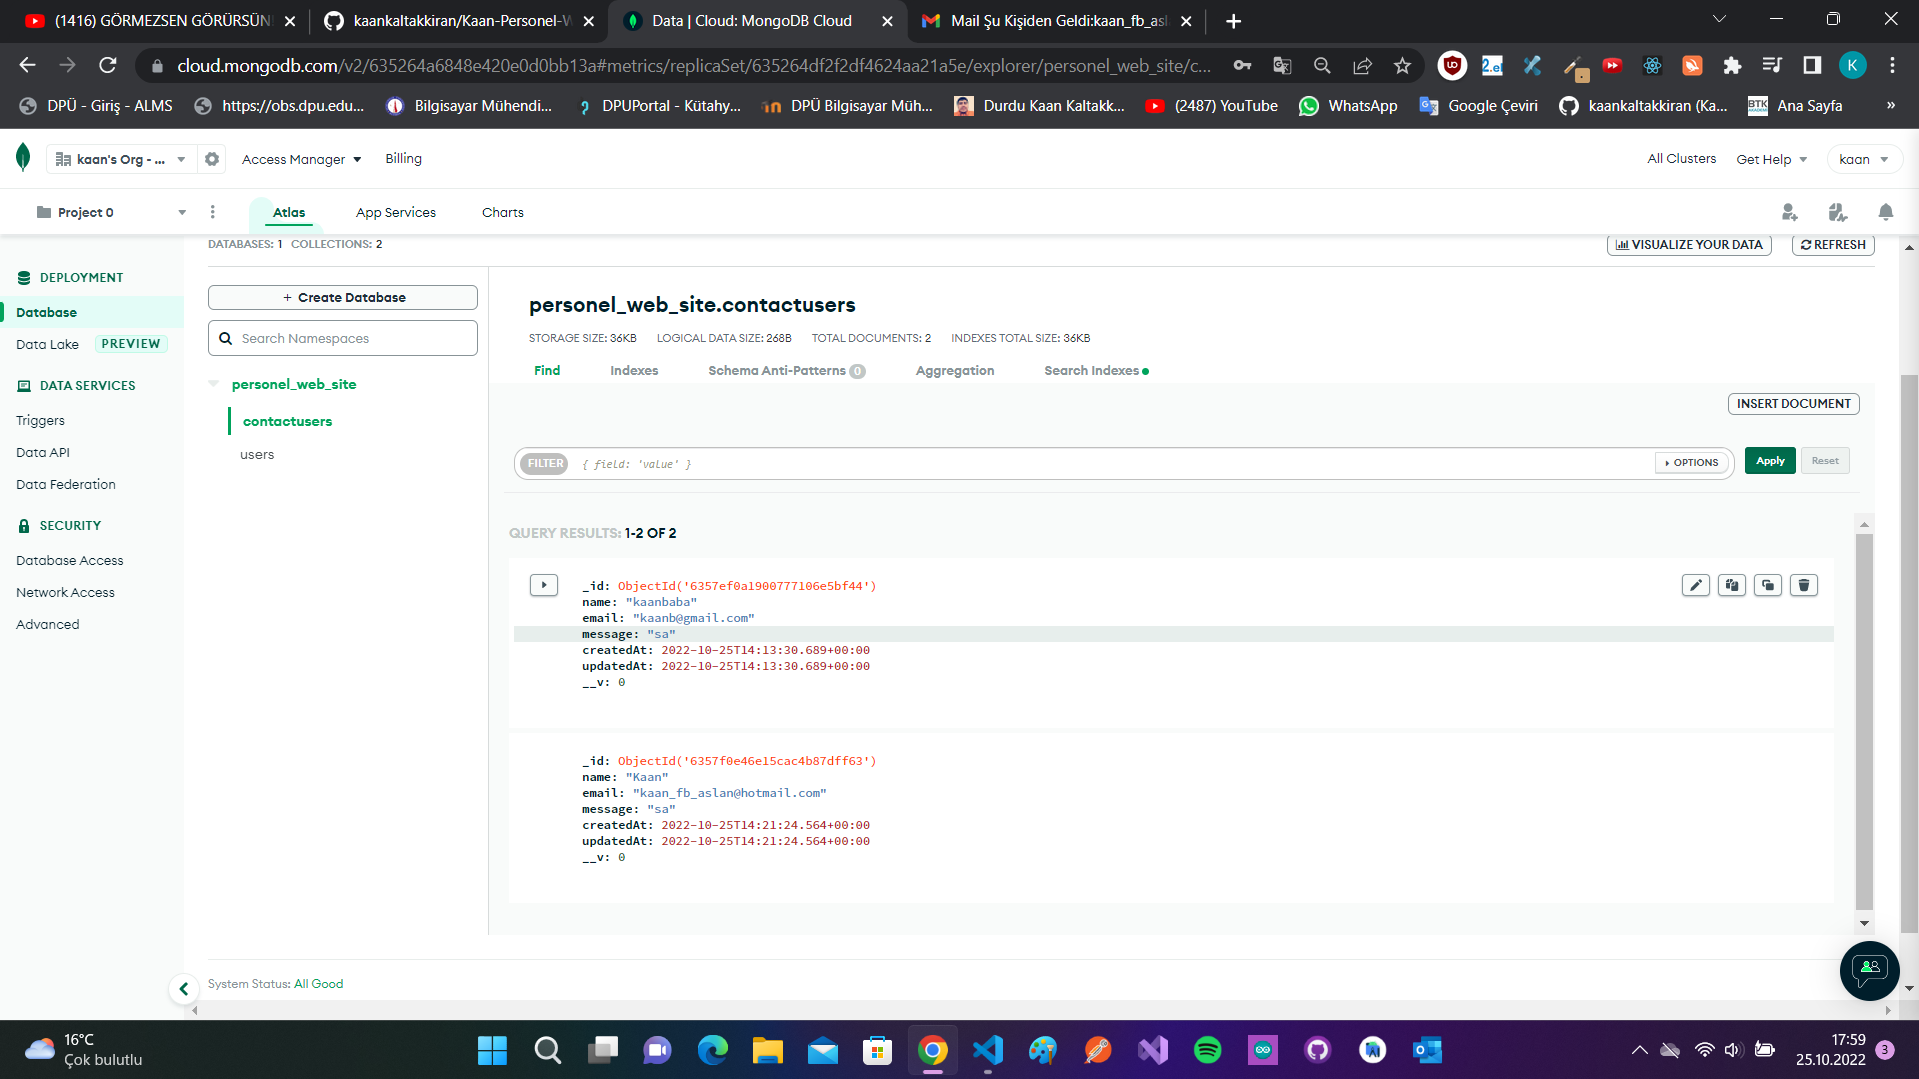 (1416) GÖRMEZSEN GÖRÜRSÜN
kaankaltakkiran/Kaan-Personel-W
Data | Cloud: MongoDB Cloud
Mail Şu Kişiden Geldi:kaan_fb_asl
cloud.mongodb.com/v2/635264a6848e420e0d0bb13a#metrics/replicaSet/635264df2f2df4624aa21a5e/explorer/personel_web_site/c...
K
DPÜ - Giriş - ALMS
https://obs.dpu.edu...
Bilgisayar Mühendi...
DPUPortal - Kütahy...
DPÜ Bilgisayar Müh...
Durdu Kaan Kaltakk...
(2487) YouTube
WhatsApp
Google Çeviri
kaankaltakkiran (Ka...
BTK
Ana Sayfa
»
kaan's Org - ...
Access Manager
Billing
All Clusters
Get Help
kaan
Project 0
Atlas
App Services
Charts
DATABASES: 1 COLLECTIONS: 2
VISUALIZE YOUR DATA
REFRESH
DEPLOYMENT
Database
Data Lake PREVIEW
DATA SERVICES
Triggers
Data API
Data Federation
SECURITY
Database Access
Network Access
Advanced
+ Create Database
Search Namespaces
personel_web_site
contactusers
users
personel_web_site.contactusers
STORAGE SIZE: 36KB LOGICAL DATA SIZE: 268B TOTAL DOCUMENTS: 2 INDEXES TOTAL SIZE: 36KB
Find
Indexes
Schema Anti-Patterns 0
Aggregation
Search Indexes
INSERT DOCUMENT
FILTER { field: 'value' }
OPTIONS
Apply
Reset
QUERY RESULTS: 1-2 OF 2
_id: ObjectId('6357ef0a1900777106e5bf44')
name: "kaanbaba"
email: "kaanb@gmail.com"
message: "sa"
createdAt: 2022-10-25T14:13:30.689+00:00
updatedAt: 2022-10-25T14:13:30.689+00:00
__v: 0
_id: ObjectId('6357f0e46e15cac4b87dff63')
name: "Kaan"
email: "kaan_fb_aslan@hotmail.com"
message: "sa"
createdAt: 2022-10-25T14:21:24.564+00:00
updatedAt: 2022-10-25T14:21:24.564+00:00
__v: 0
System Status: All Good
16°C
Çok bulutlu
17:59
25.10.2022
3